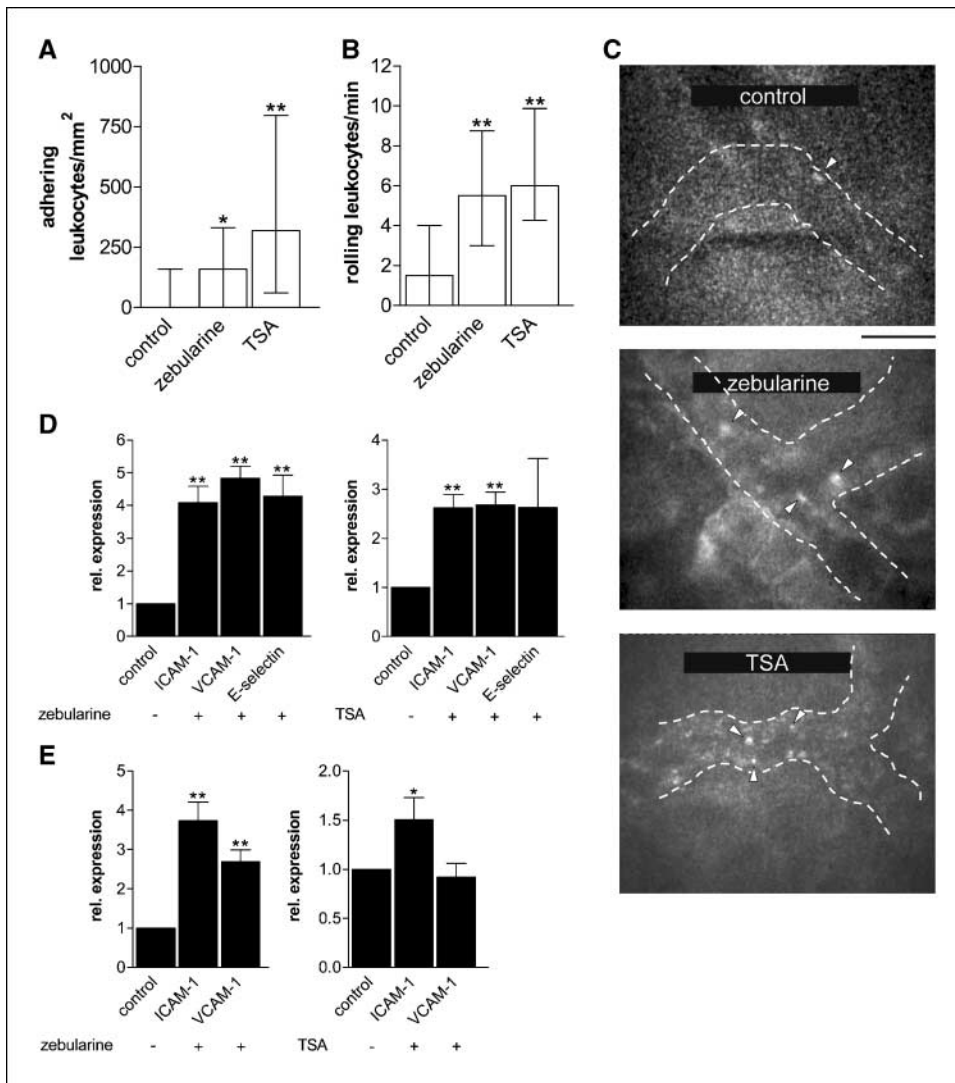 A
adhering
leukocytes/mm2
1000
750
500
250
0
*
**
control
zebularine
TSA
B
rolling leukocytes/min
12
10
8
6
4
2
0
**
**
control
zebularine
TSA
C
control
zebularine
TSA
D
rel. expression
6
5
4
3
2
1
0
**
**
**
control
ICAM-1
VCAM-1
E-selectin
zebularine - + + +
rel. expression
4
3
2
1
0
**
**
control
ICAM-1
VCAM-1
E-selectin
TSA - + + +
E
rel. expression
5
4
3
2
1
0
**
**
control
ICAM-1
VCAM-1
zebularine - + +
rel. expression
2.0
1.5
1.0
0.5
0.0
*
control
ICAM-1
VCAM-1
TSA - + +